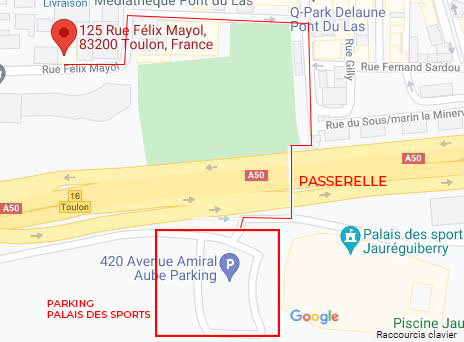 Livraison
Médiathèque Pont du Las
125 Rue Félix Mayol,
83200 Toulon, France
Q-Park Delaune
Pont Du Las
Rue Félix Mayol
Rue Gilly
Rue Fernand Sardou
Rue du Sous/marin la Minerv
A50
A50
PASSERELLE
16
Toulon
A50
Palais des sport
Jauréguiberry
420 Avenue Amiral
Aube Parking
P
PARKING
PALAIS DES SPORTS
Google
Piscine Jau
Raccourcis clavier